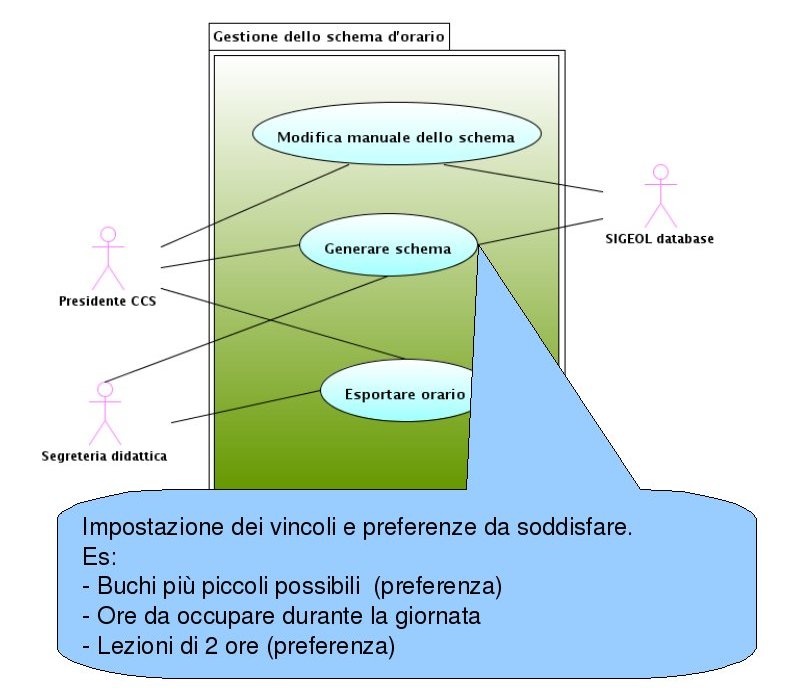 Gestione dello schema d'orario
Modifica manuale dello schema
SIGEOL database
Generare schema
Presidente CCS
Esportare orario
Segreteria didattica
Impostazione dei vincoli e preferenze da soddisfare.
Es:
- Buchi più piccoli possibili (preferenza)
- Ore da occupare durante la giornata
- Lezioni di 2 ore (preferenza)